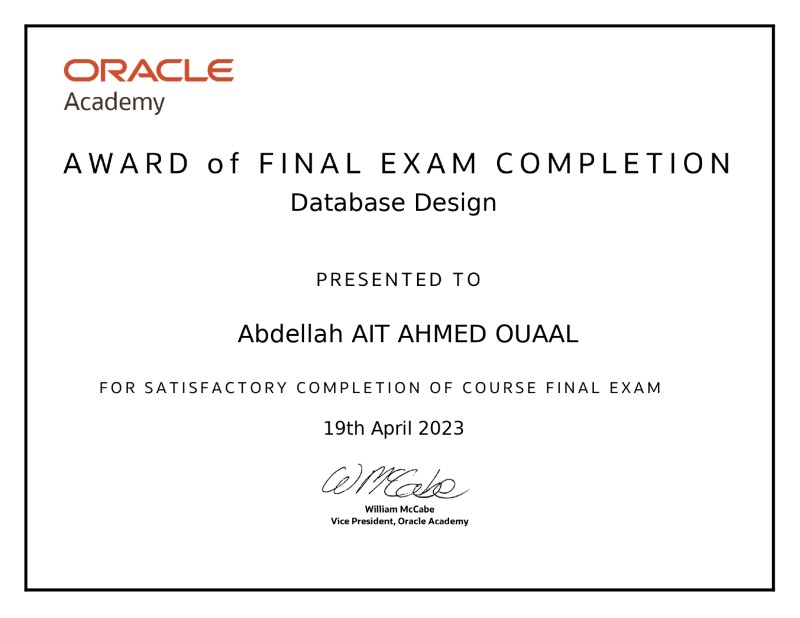 ORACLE
Academy
AWARD of FINAL EXAM COMPLETION
Database Design
PRESENTED TO
Abdellah AIT AHMED OUAAL
FOR SATISFACTORY COMPLETION OF COURSE FINAL EXAM
19th April 2023
WMcCabe
William McCabe
Vice President, Oracle Academy